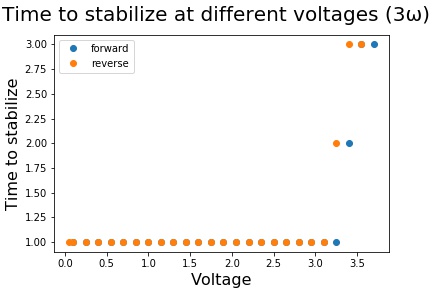 Time to stabilize at different voltages (3ω)
Time to stabilize
3.00
2.75
2.50
2.25
2.00
1.75
1.50
1.25
1.00
forward
reverse
0.0 0.5 1.0 1.5 2.0 2.5 3.0 3.5
Voltage